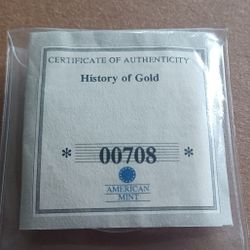 CERTIFICATE OF AUTHENTICITY
History of Gold
* 00708 *
AMERICAN
MINT